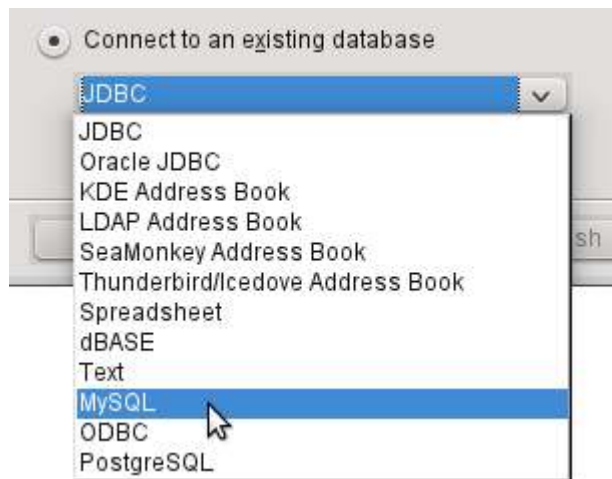 Connect to an existing database
JDBC
JDBC
Oracle JDBC
KDE Address Book
LDAP Address Book
SeaMonkey Address Book
sh
Thunderbird/Icedove Address Book
Spreadsheet
dBASE
Text
MySQL
ODBC
PostgreSQL